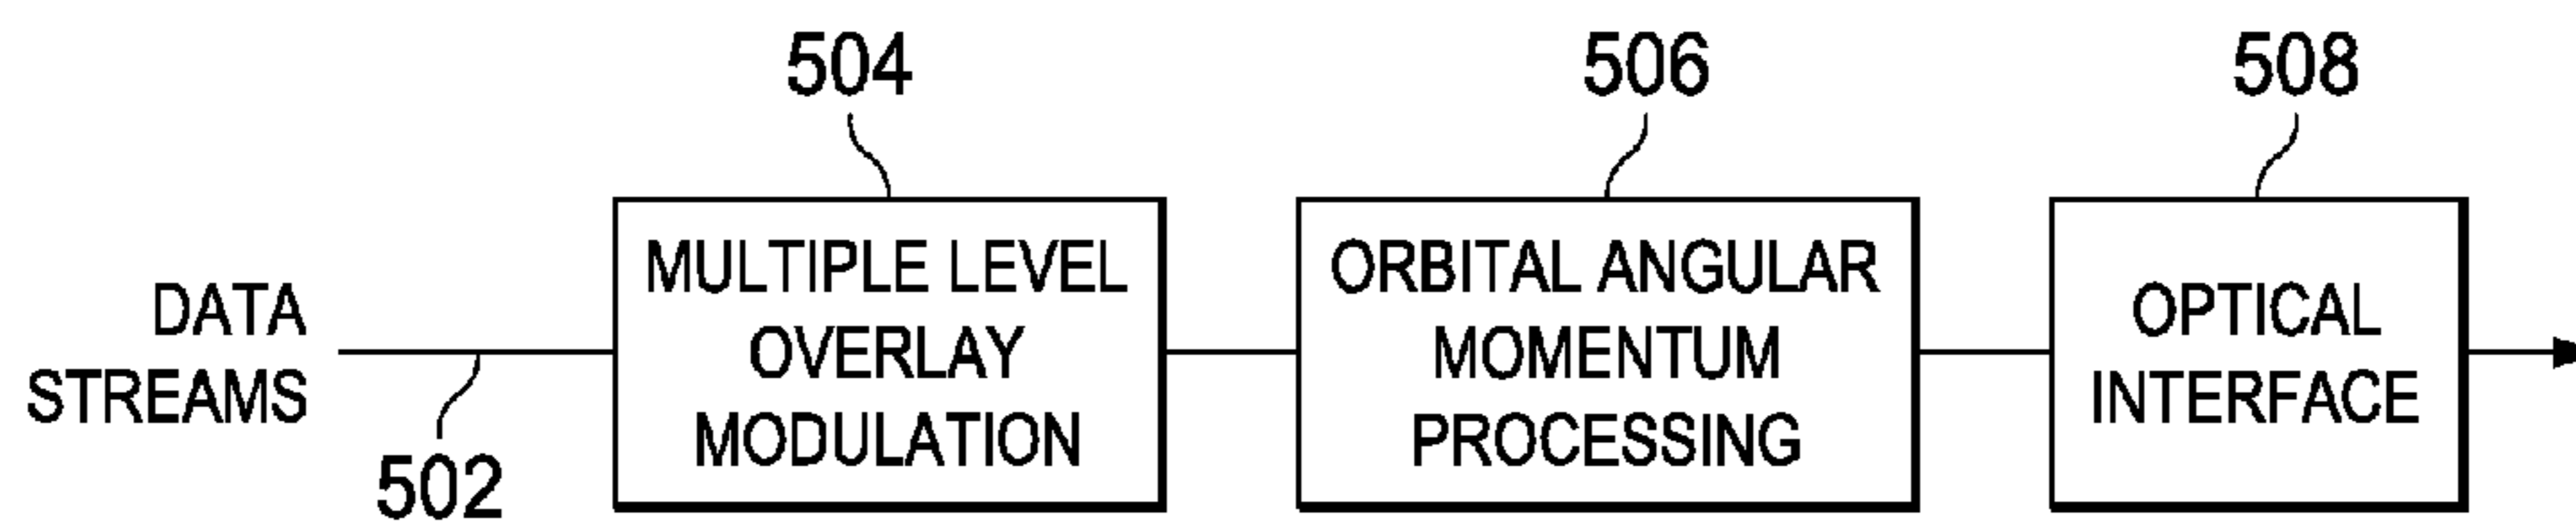 504
506
508
DATA
STREAMS
502
MULTIPLE LEVEL
OVERLAY
MODULATION
ORBITAL ANGULAR
MOMENTUM
PROCESSING
OPTICAL
INTERFACE